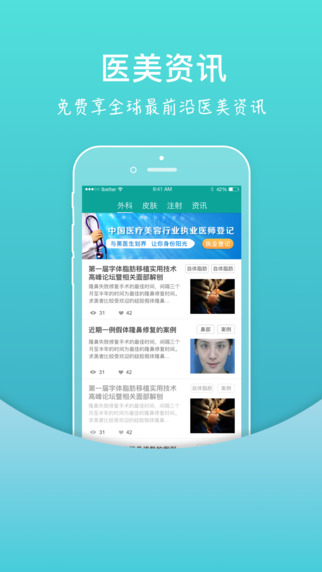 医美资讯
免费享全球最前沿医美资讯
iBetter
9:41 AM
42%
外科 皮肤 注射 资讯
中国医疗美容行业执业医师登记
与黑医生划界 让你身份阳光
执业登记
第一届字体脂肪移植实用技术
高峰论坛暨相关面部解剖
自体脂肪 自体脂肪
隆鼻失败修复手术的最佳时间，间隔三个
月至半年的时间为最佳的隆鼻修复时间。
求美者比较受欢迎的硅胶假体隆鼻...
31 42
近期一例假体隆鼻修复的案例
鼻部 案例
隆鼻失败修复手术的最佳时间，间隔三个
月至半年的时间为最佳的隆鼻修复时间。
求美者比较受欢迎的硅胶假体隆鼻...
31 42
第一届字体脂肪移植实用技术
高峰论坛暨相关面部解剖
自体脂肪 案例
隆鼻失败修复手术的最佳时间，间隔三个
月至半年的时间为最佳的隆鼻修复时间。
求美者比较受欢迎的硅胶假体隆鼻...
31 42